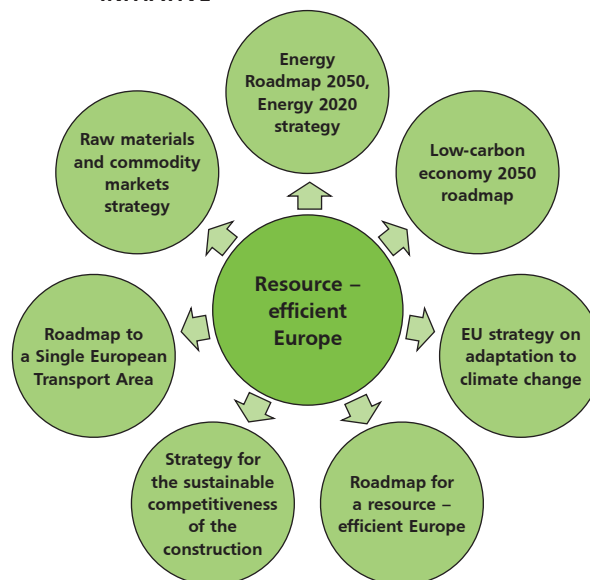 Energy
Roadmap 2050,
Energy 2020
strategy
Low-carbon
economy 2050
roadmap
EU strategy on
adaptation to
climate change
Roadmap for
a resource –
efficient Europe
Strategy for
the sustainable
competitiveness
of the
construction
Roadmap to
a Single European
Transport Area
Raw materials
and commodity
markets
strategy
Resource –
efficient
Europe